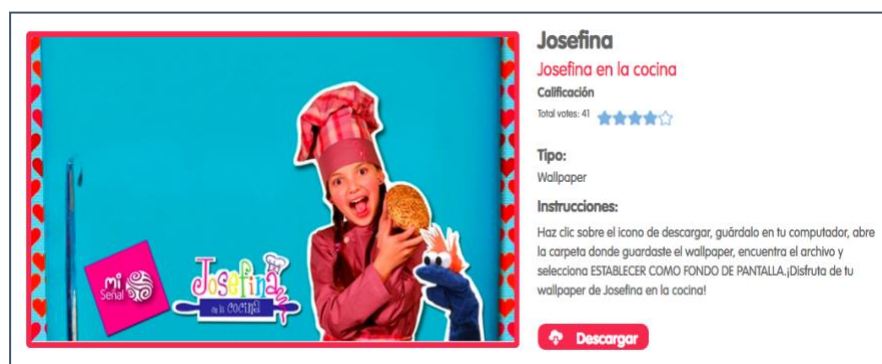 Josefina
Josefina en la cocina
Calificación
Total votes: 41
Tipo:
Wallpaper
Instrucciones:
Haz clic sobre el icono de descargar, guárdalo en tu computador, abre
la carpeta donde guardaste el wallpaper, encuentra el archivo y
selecciona ESTABLECER COMO FONDO DE PANTALLA.¡Disfruta de tu
wallpaper de Josefina en la cocina!
Descargar
mi
Señal
Josefina
en la cocina